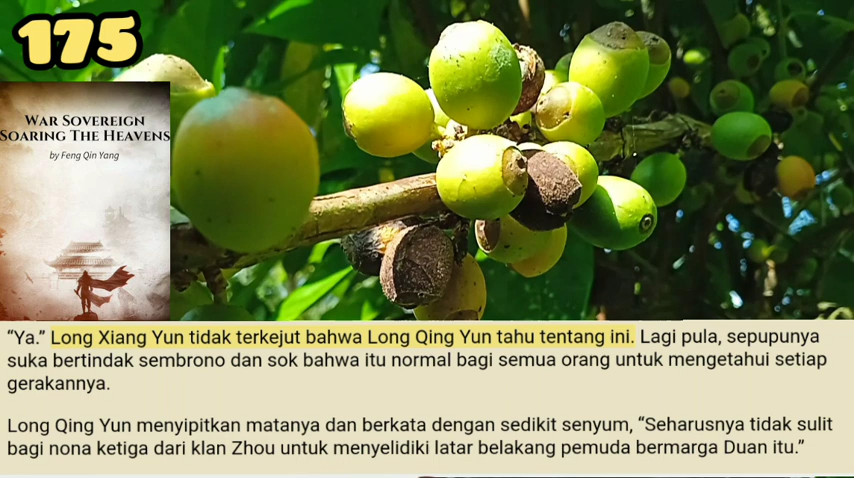 175
WAR SOVEREIGN
SOARING THE HEAVENS
by Feng Qin Yang
“Ya.” Long Xiang Yun tidak terkejut bahwa Long Qing Yun tahu tentang ini. Lagi pula, sepupunya
suka bertindak sembrono dan sok bahwa itu normal bagi semua orang untuk mengetahui setiap
gerakannya.
Long Qing Yun menyipitkan matanya dan berkata dengan sedikit senyum, “Seharusnya tidak sulit
bagi nona ketiga dari klan Zhou untuk menyelidiki latar belakang pemuda bermarga Duan itu.”